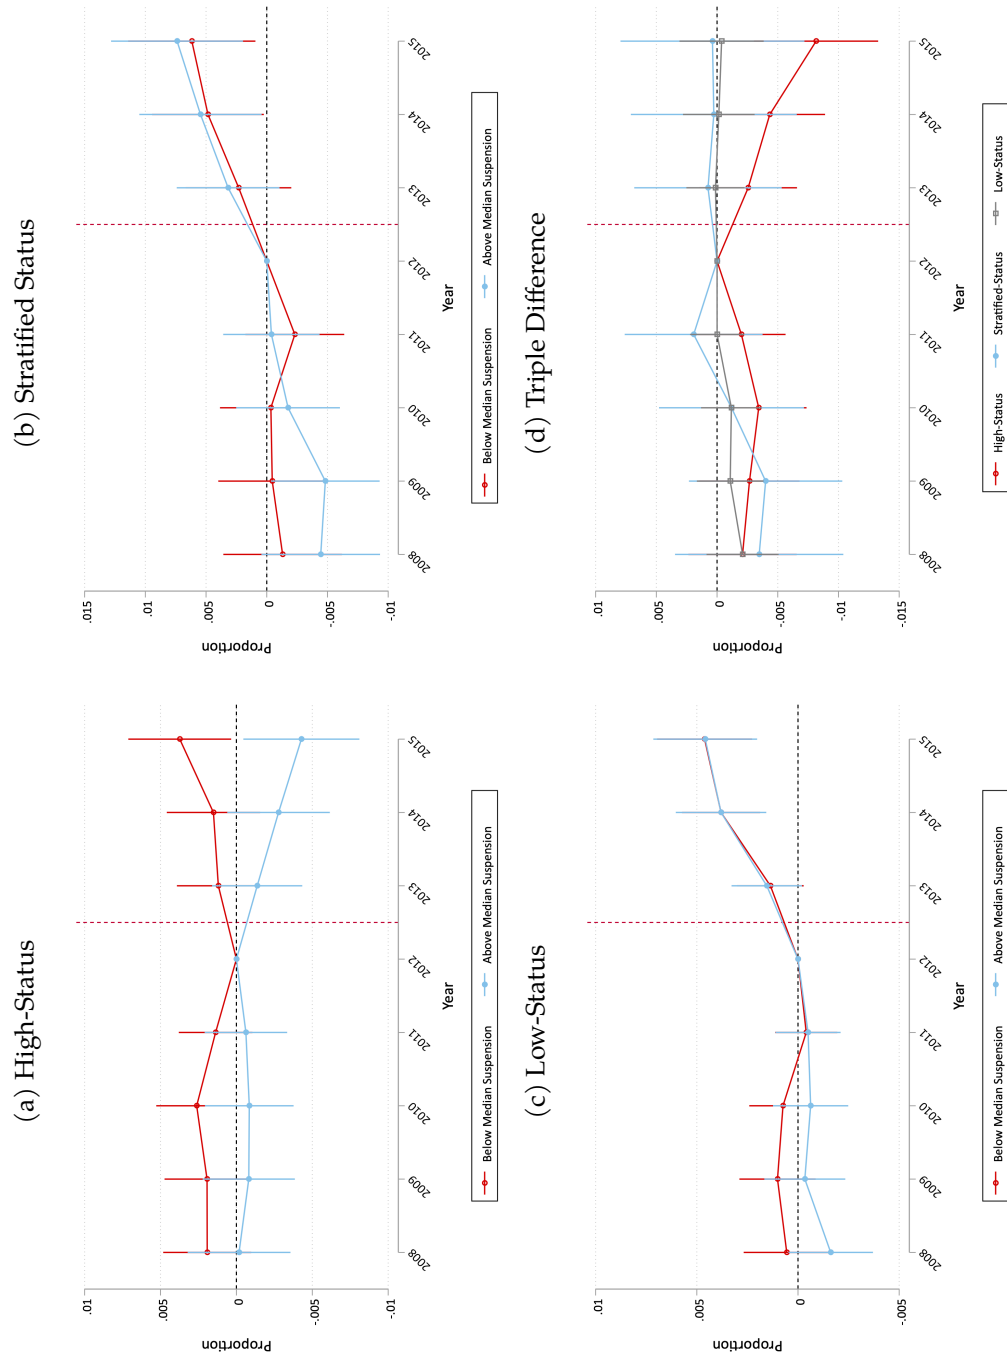 (a) High-Status
Proportion
.01
.005
0
-.005
-.01
2008
2009
2010
2011
2012
2013
2014
2015
Year
Below Median Suspension
Above Median Suspension
(b) Stratified Status
Proportion
.015
.01
.005
0
-.005
-.01
2008
2009
2010
2011
2012
2013
2014
2015
Year
Below Median Suspension
Above Median Suspension
(c) Low-Status
Proportion
.01
.005
0
-.005
2008
2009
2010
2011
2012
2013
2014
2015
Year
Below Median Suspension
Above Median Suspension
(d) Triple Difference
Proportion
.01
.005
0
-.005
-.01
-.015
2008
2009
2010
2011
2012
2013
2014
2015
Year
High-Status
Stratified-Status
Low-Status